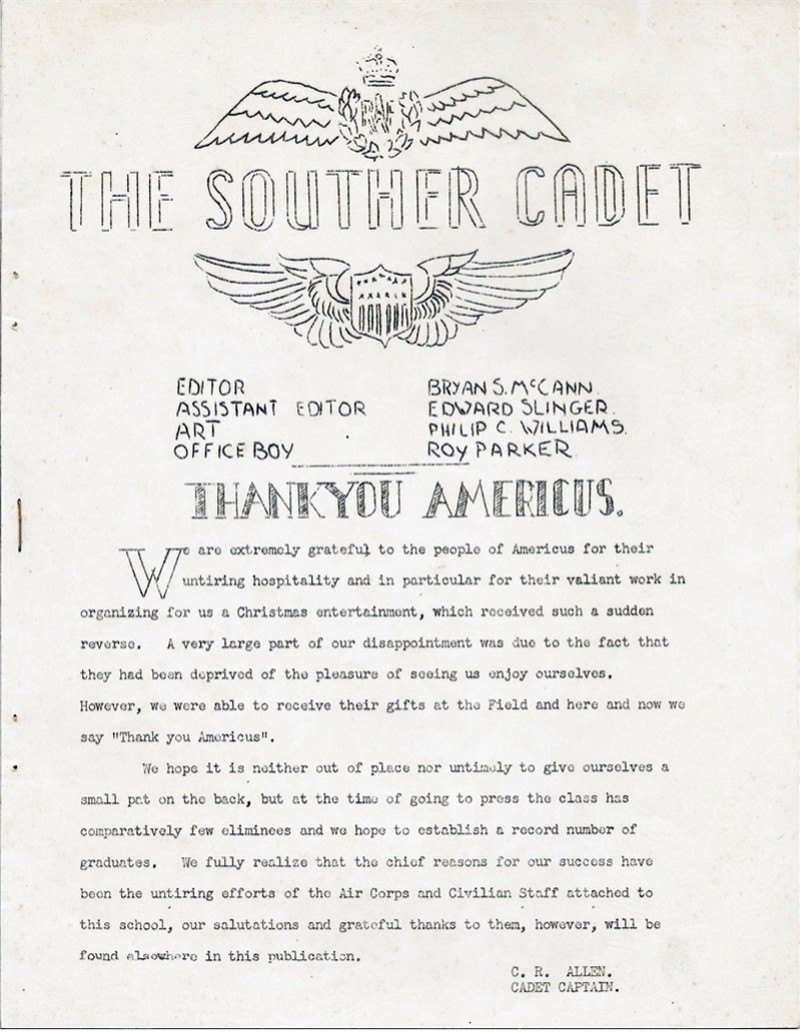 RAF
THE SOUTHER CADET
EDITOR BRYAN S. McCANN.
ASSISTANT EDITOR EDWARD SLINGER.
ART PHILIP C. WILLIAMS.
OFFICE BOY ROY PARKER
THANKYOU AMERICUS.
We are extremely grateful to the people of Americus for their
untiring hospitality and in particular for their valiant work in
organizing for us a Christmas entertainment, which received such a sudden
reverse. A very large part of our disappointment was due to the fact that
they had been deprived of the pleasure of seeing us enjoy ourselves.
However, we were able to receive their gifts at the Field and here and now we
say "Thank you Americus".
We hope it is neither out of place nor untimely to give ourselves a
small pat on the back, but at the time of going to press the class has
comparatively few eliminees and we hope to establish a record number of
graduates. We fully realize that the chief reasons for our success have
been the untiring efforts of the Air Corps and Civilian Staff attached to
this school, our salutations and grateful thanks to them, however, will be
found elsewhere in this publication.
C. R. ALLEN.
CADET CAPTAIN.